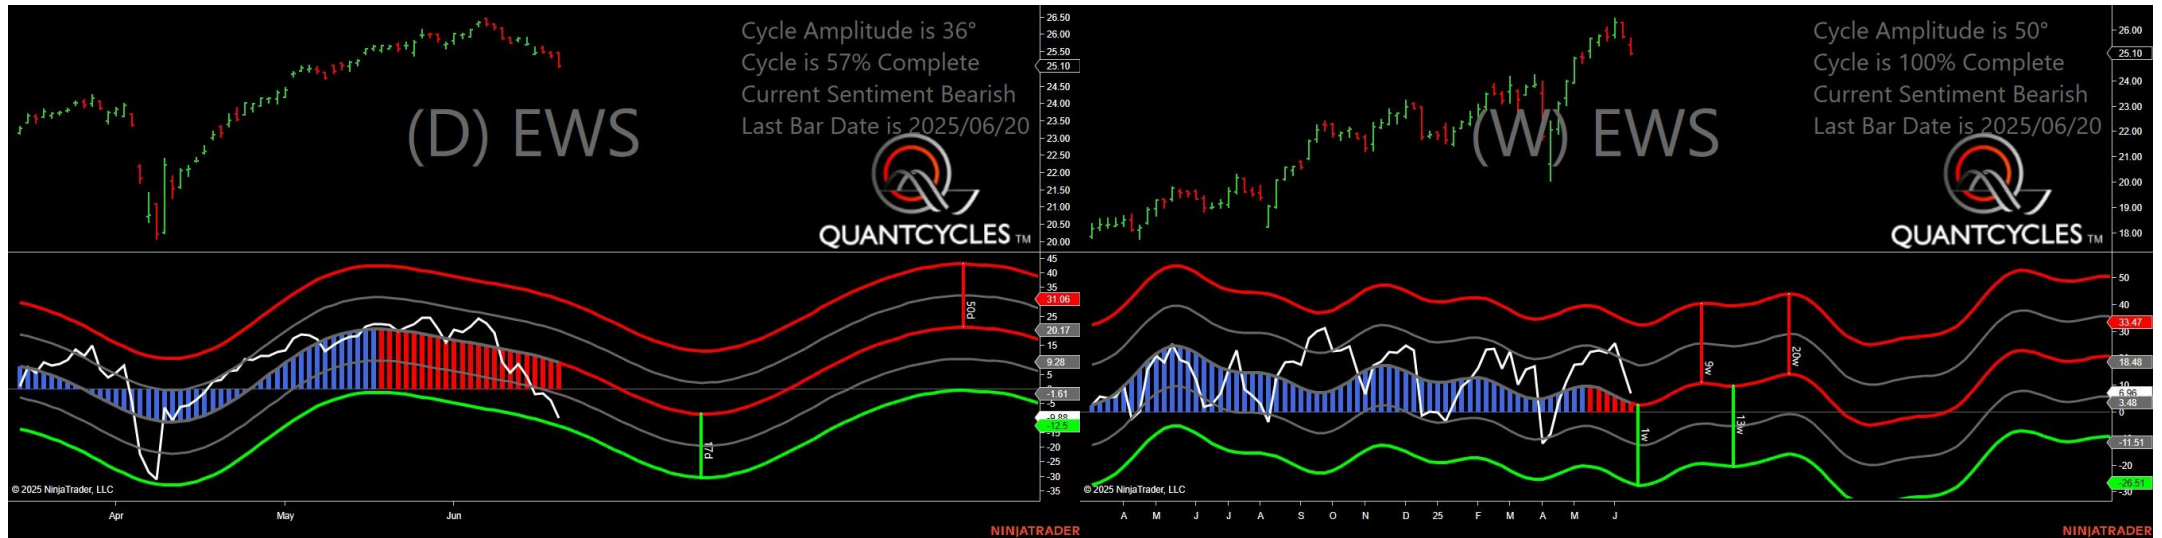 Cycle Amplitude is 36°
Cycle is 57% Complete
Current Sentiment Bearish
Last Bar Date is 2025/06/20
(D) EWS
QUANTCYCLES TM
26.50
26.00
25.50
25.10
24.50
24.00
23.50
23.00
22.50
22.00
21.50
21.00
20.50
20.00
45
40
35
31.06
25
20.17
15
9.28
5
-1.61
-5
-9.88
-12.5
-15
-20
-25
-30
-35
50d
17d
© 2025 NinjaTrader, LLC
Apr
May
Jun
NINJATRADER
Cycle Amplitude is 50°
Cycle is 100% Complete
Current Sentiment Bearish
Last Bar Date is 2025/06/20
(W) EWS
QUANTCYCLES TM
26.00
25.10
24.00
23.00
22.00
21.00
20.00
19.00
18.00
50
40
33.47
18.48
10
6.96
3.48
0
-11.51
-20
-26.51
-30
9w
20w
1w
13w
© 2025 NinjaTrader, LLC
A M J J A S O N D 25 F M A M J
NINJATRADER